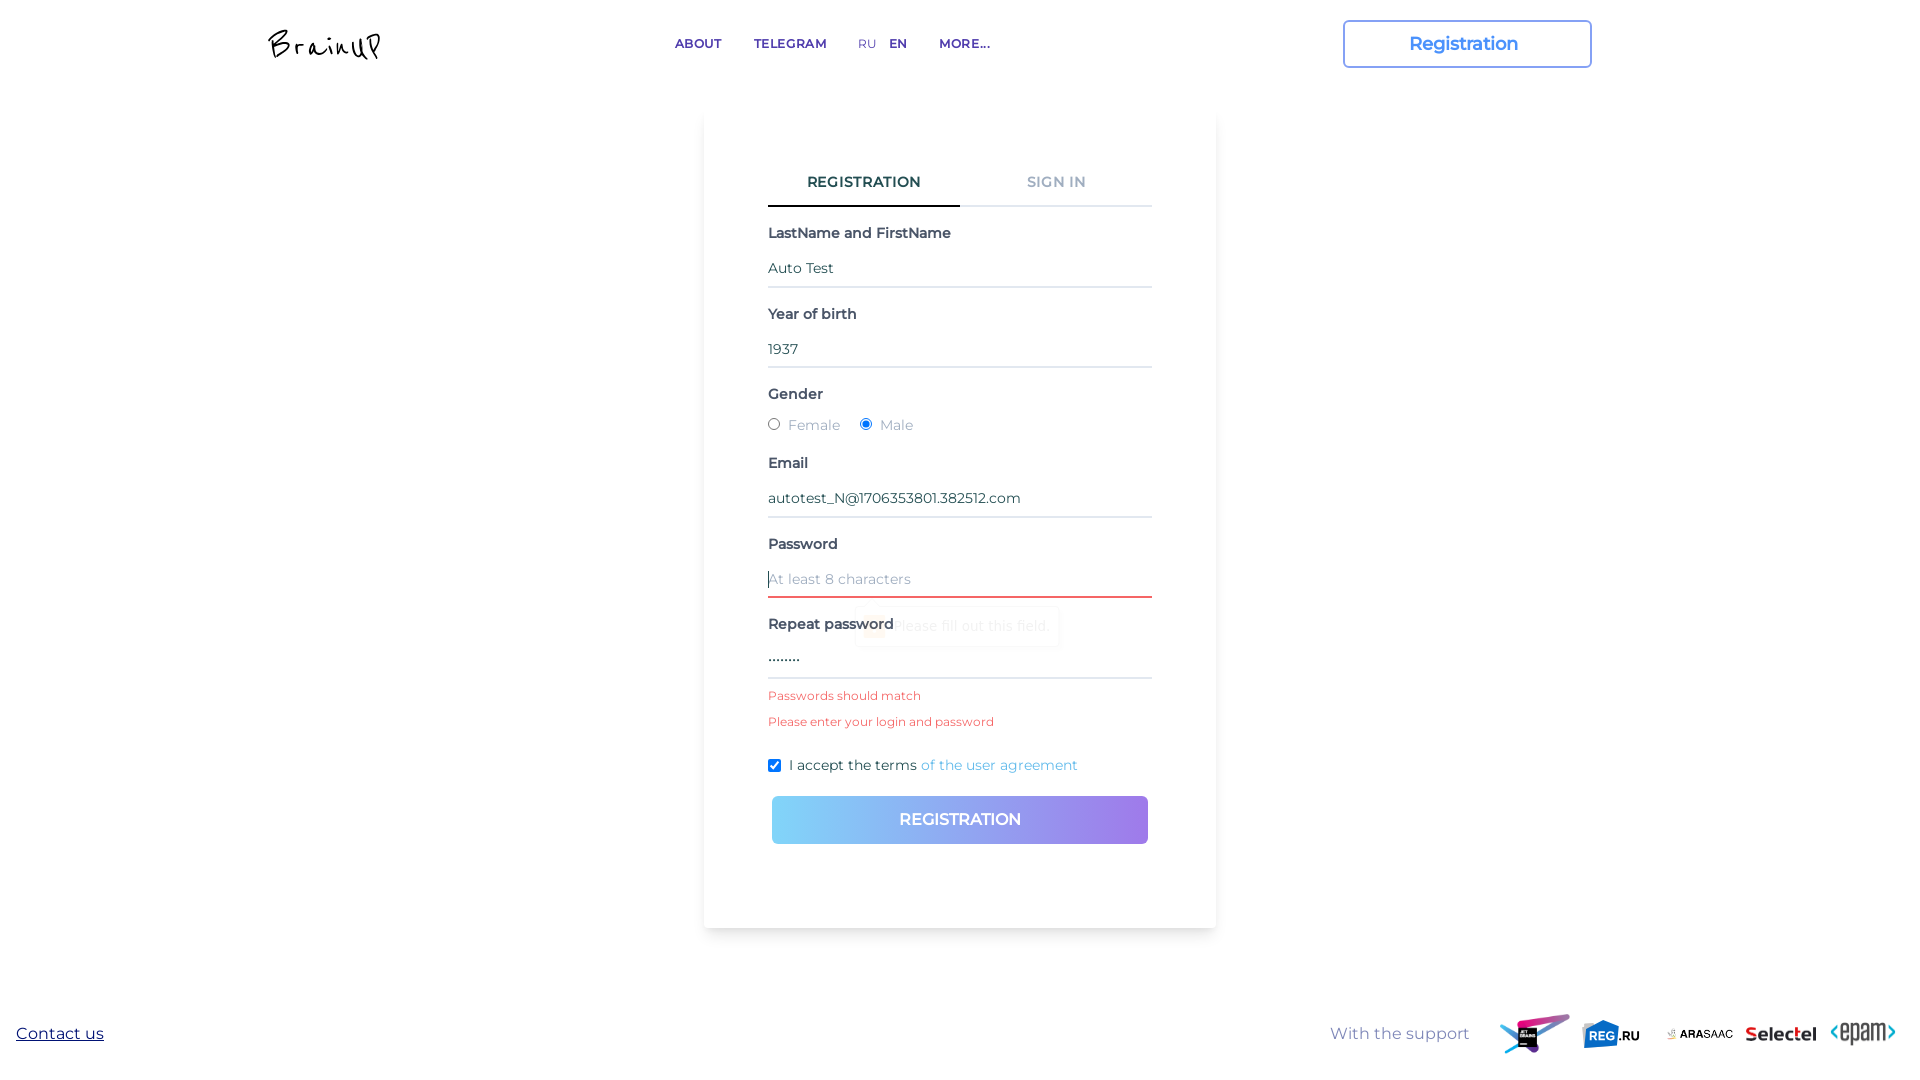 BrainUP
ABOUT
TELEGRAM
RU
EN
MORE...
Registration
REGISTRATION
SIGN IN
LastName and FirstName
Auto Test
Year of birth
1937
Gender
Female
Male
Email
autotest_N@1706353801.382512.com
Password
At least 8 characters
Please fill out this field.
Repeat password
Passwords should match
Please enter your login and password
I accept the terms of the user agreement
REGISTRATION
Contact us
With the support
JET BRAINS
REG.RU
ARASAAC
Selectel
<epam>